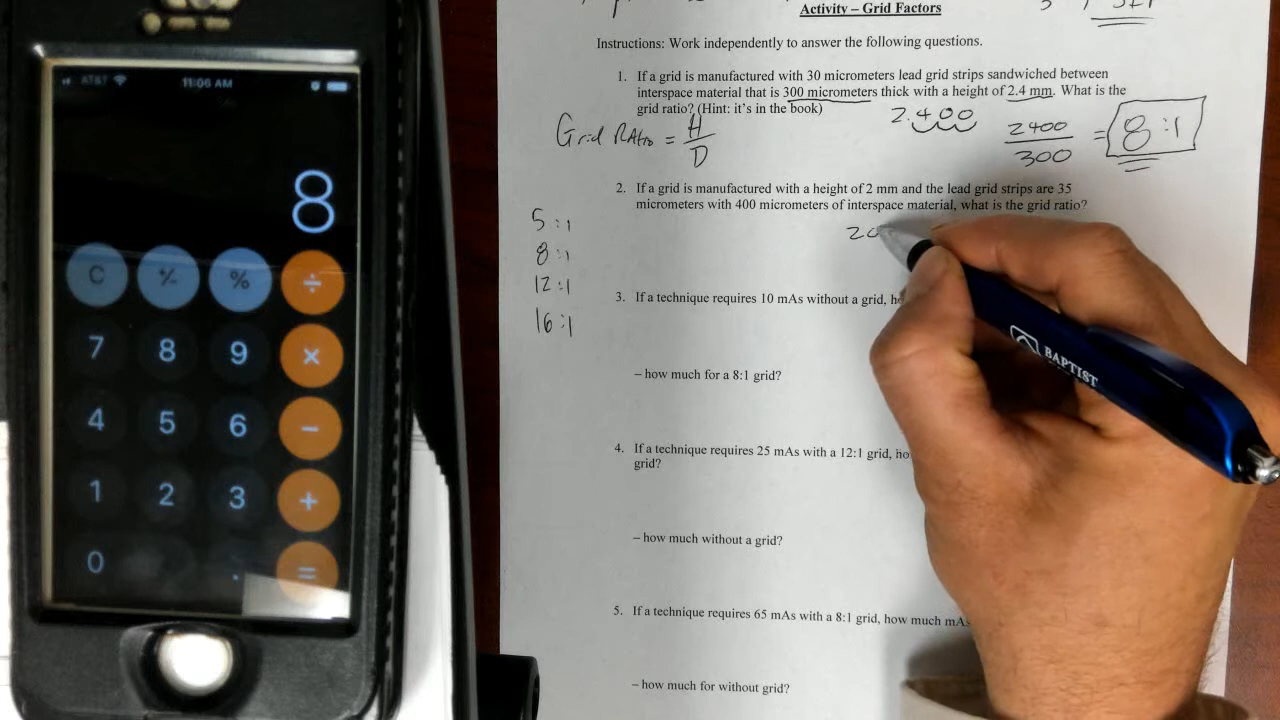 AT&T 11:06 AM
8
C +/- % ÷
7 8 9 ×
4 5 6 −
1 2 3 +
0 . =
Activity – Grid Factors
Instructions: Work independently to answer the following questions.
1. If a grid is manufactured with 30 micrometers lead grid strips sandwiched between
interspace material that is 300 micrometers thick with a height of 2.4 mm. What is the
grid ratio? (Hint: it's in the book)
2.400
Grid RAtio = H/D
2400/300 = 8:1
2. If a grid is manufactured with a height of 2 mm and the lead grid strips are 35
micrometers with 400 micrometers of interspace material, what is the grid ratio?
5:1
8:1
12:1
16:1
20
3. If a technique requires 10 mAs without a grid,
– how much for a 8:1 grid?
4. If a technique requires 25 mAs with a 12:1 grid,
grid?
– how much without a grid?
5. If a technique requires 65 mAs with a 8:1 grid, how much mAs
– how much for without grid?
BAPTIST